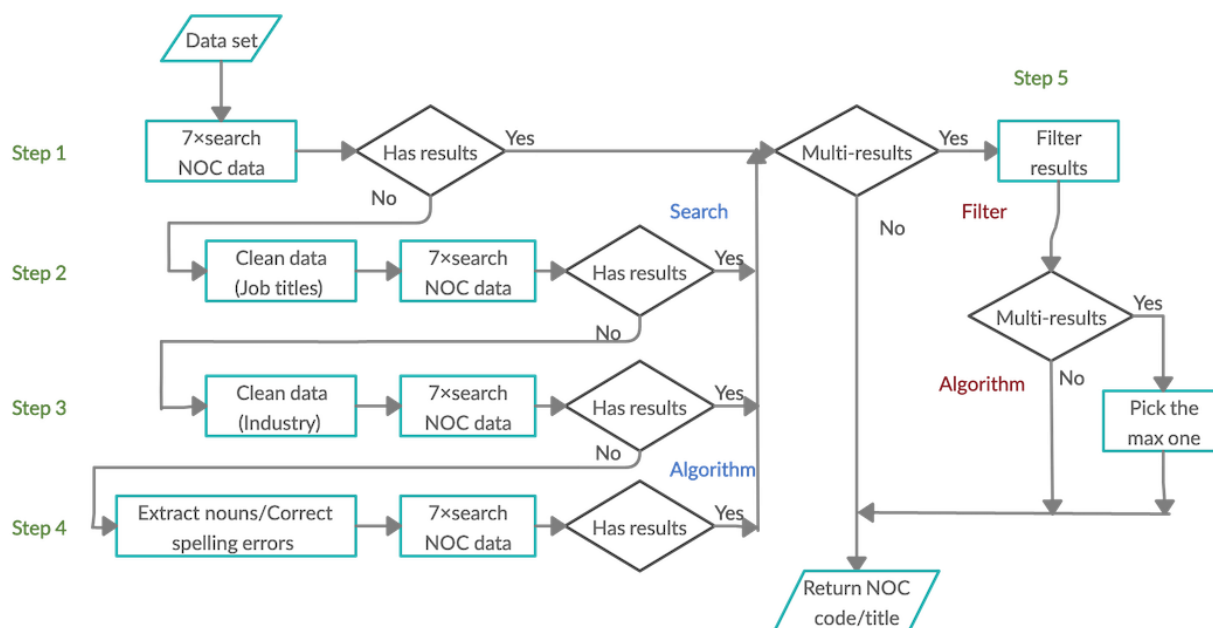 Data set
Step 5
Step 1
7×search
NOC data
Has results
Yes
No
Multi-results
Yes
No
Filter
results
Search
Filter
Step 2
Clean data
(Job titles)
7×search
NOC data
Has results
Yes
No
Multi-results
Yes
No
Algorithm
Pick the
max one
Step 3
Clean data
(Industry)
7×search
NOC data
Has results
Yes
No
Algorithm
Step 4
Extract nouns/Correct
spelling errors
7×search
NOC data
Has results
Yes
Return NOC
code/title